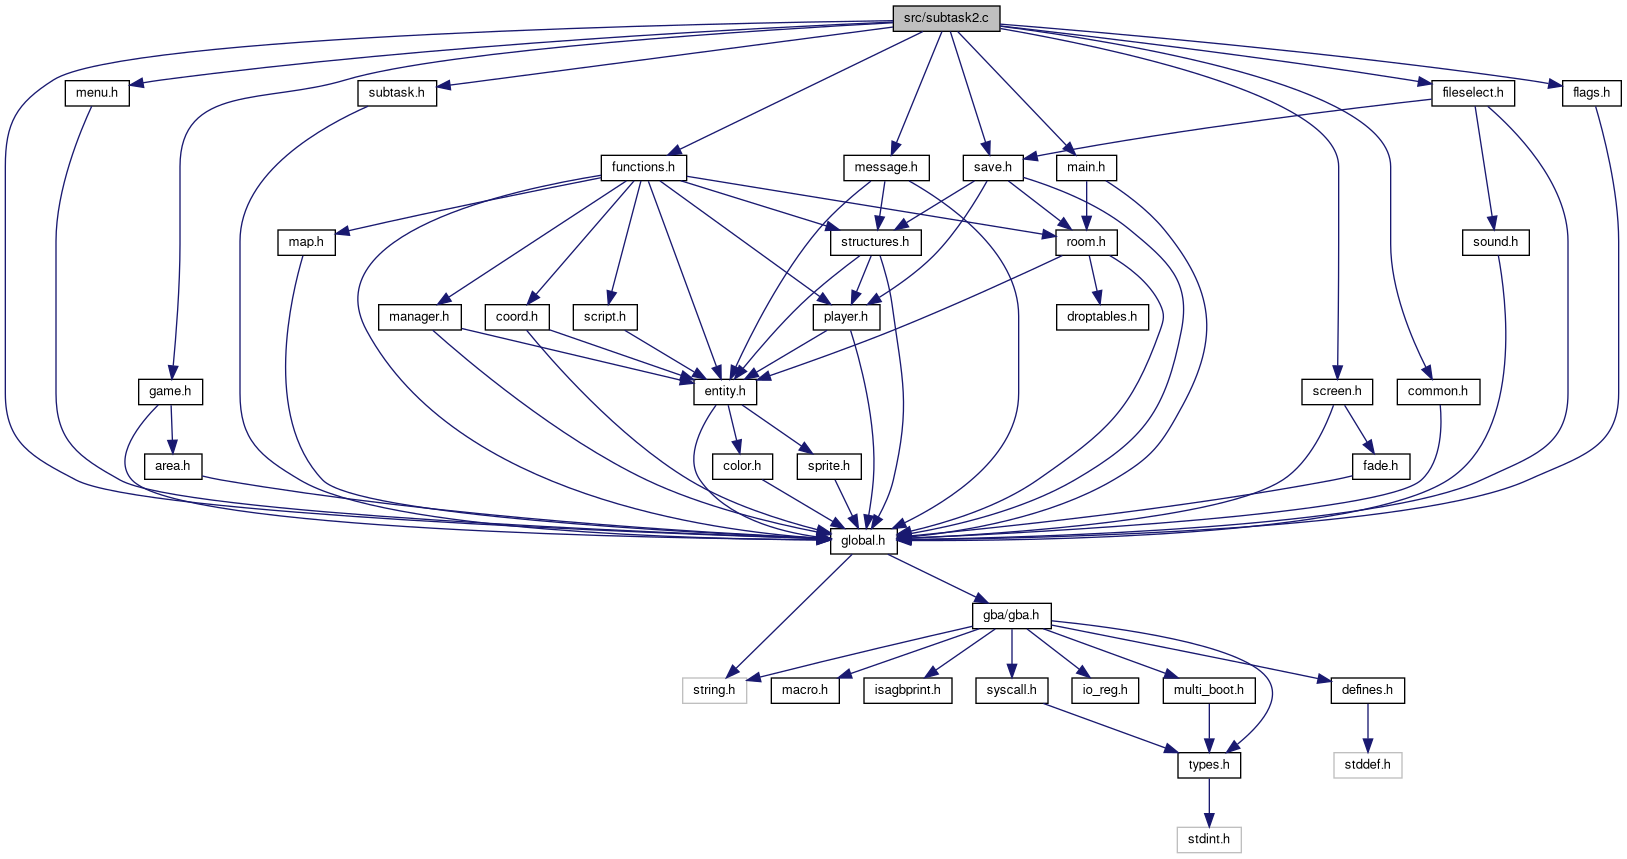 src/subtask2.c
menu.h
subtask.h
fileselect.h
flags.h
functions.h
message.h
save.h
main.h
map.h
structures.h
room.h
sound.h
manager.h
coord.h
script.h
player.h
droptables.h
game.h
entity.h
screen.h
common.h
area.h
color.h
sprite.h
fade.h
global.h
gba/gba.h
string.h
macro.h
isagbprint.h
syscall.h
io_reg.h
multi_boot.h
defines.h
types.h
stddef.h
stdint.h